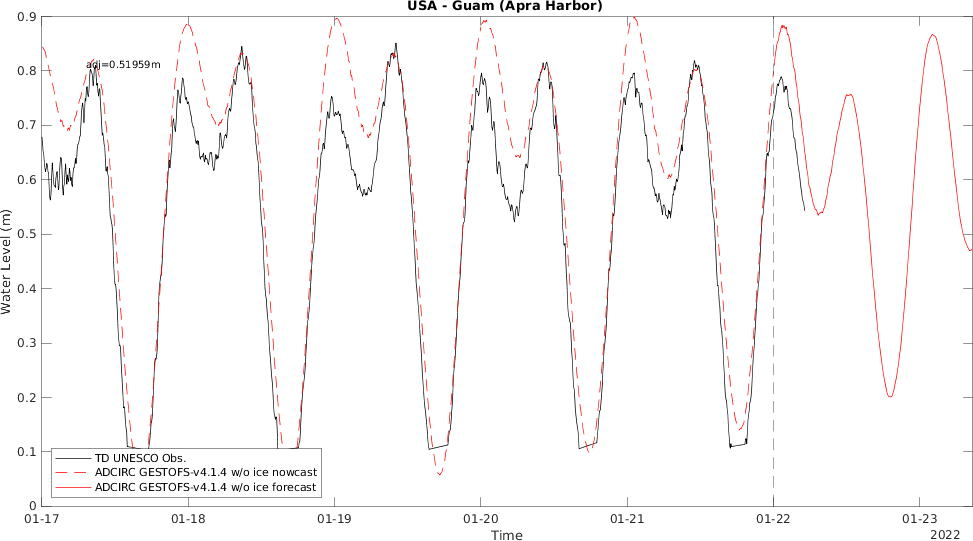 USA - Guam (Apra Harbor)
0.9
0.8
0.7
0.6
0.5
0.4
0.3
0.2
0.1
0
Water Level (m)
adj=0.51959m
TD UNESCO Obs.
ADCIRC GESTOFS-v4.1.4 w/o ice nowcast
ADCIRC GESTOFS-v4.1.4 w/o ice forecast
01-17 01-18 01-19 01-20 01-21 01-22 01-23
Time
2022